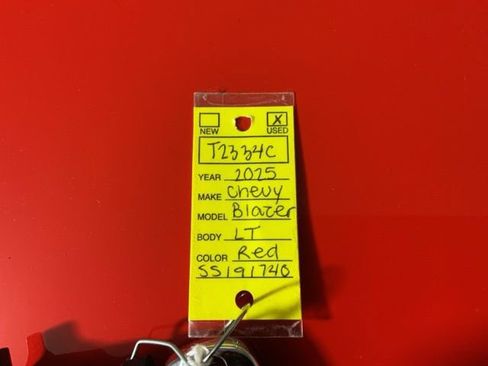 X
NEW USED
T2334C
YEAR 2025
MAKE Chevy
MODEL Blazer
BODY LT
COLOR Red
SS191740